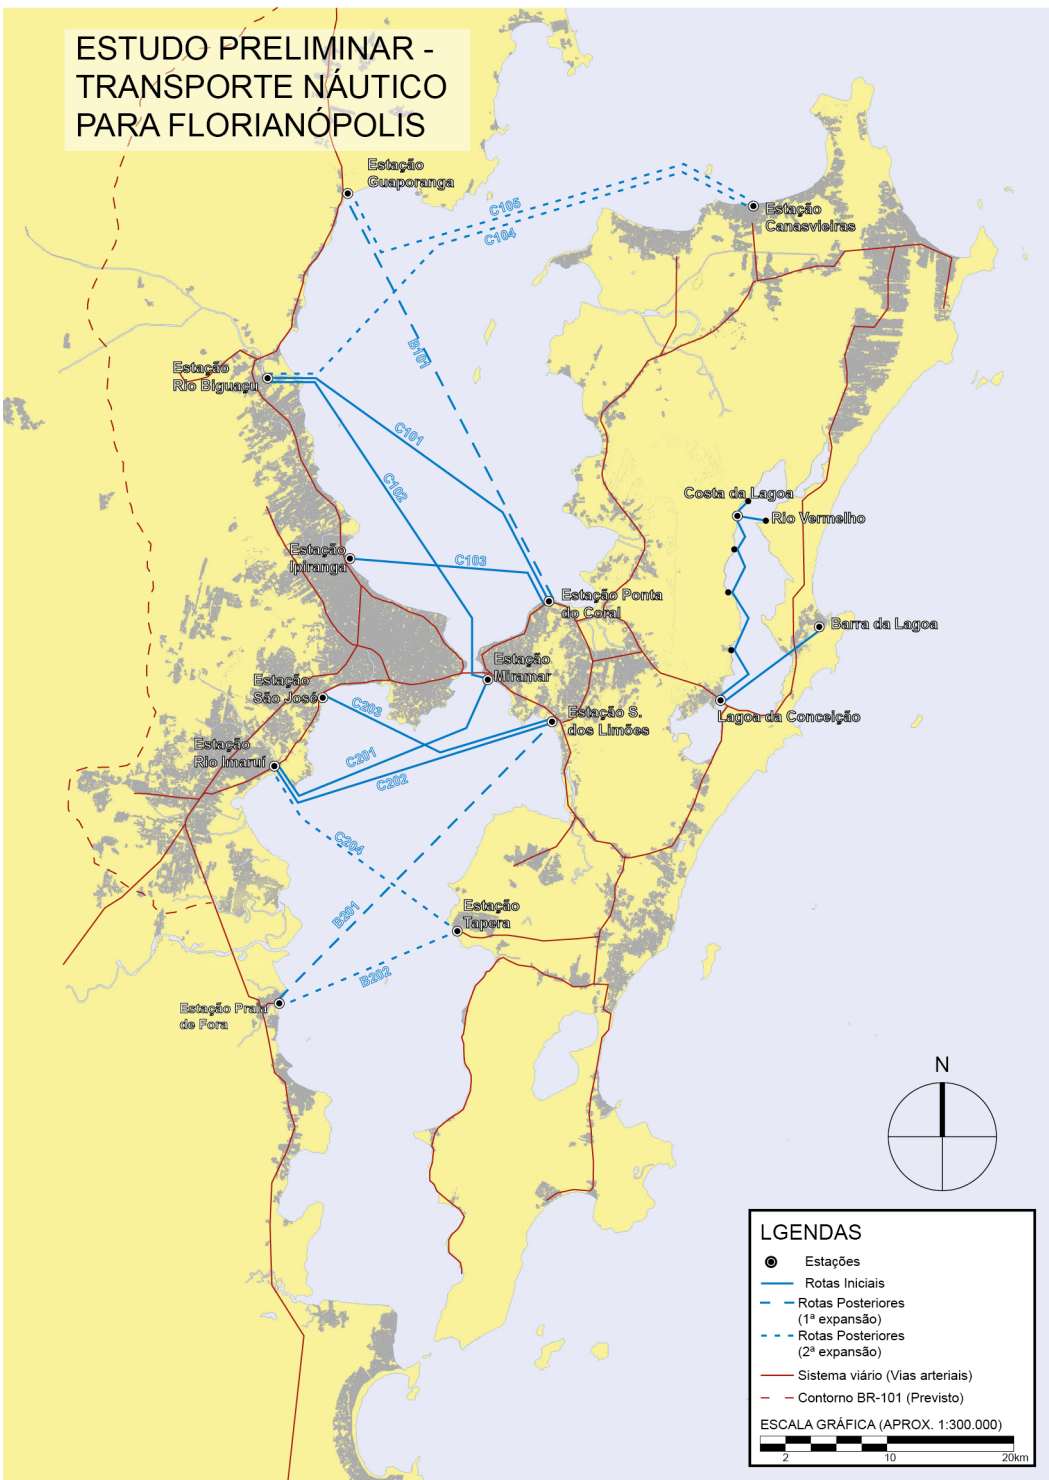 ESTUDO PRELIMINAR -
TRANSPORTE NÁUTICO
PARA FLORIANÓPOLIS
Estação
Guaporanga
C105
C104
Estação
Canasvieiras
B101
Estação
Rio Biguaçu
C101
C102
Costa da Lagoa
Rio Vermelho
Estação
Ipiranga
C103
Estação Ponta
do Coral
Barra da Lagoa
Estação
Miramar
Estação
São José
C203
Estação S.
dos Limões
Lagoa da Conceição
Estação
Rio Imaruí
C201
C202
C204
Estação
Tapera
B201
B202
Estação Praia
de Fora
N
LGENDAS
Estações
Rotas Iniciais
Rotas Posteriores
(1ª expansão)
Rotas Posteriores
(2ª expansão)
Sistema viário (Vias arteriais)
Contorno BR-101 (Previsto)
ESCALA GRÁFICA (APROX. 1:300.000)
2 10 20km